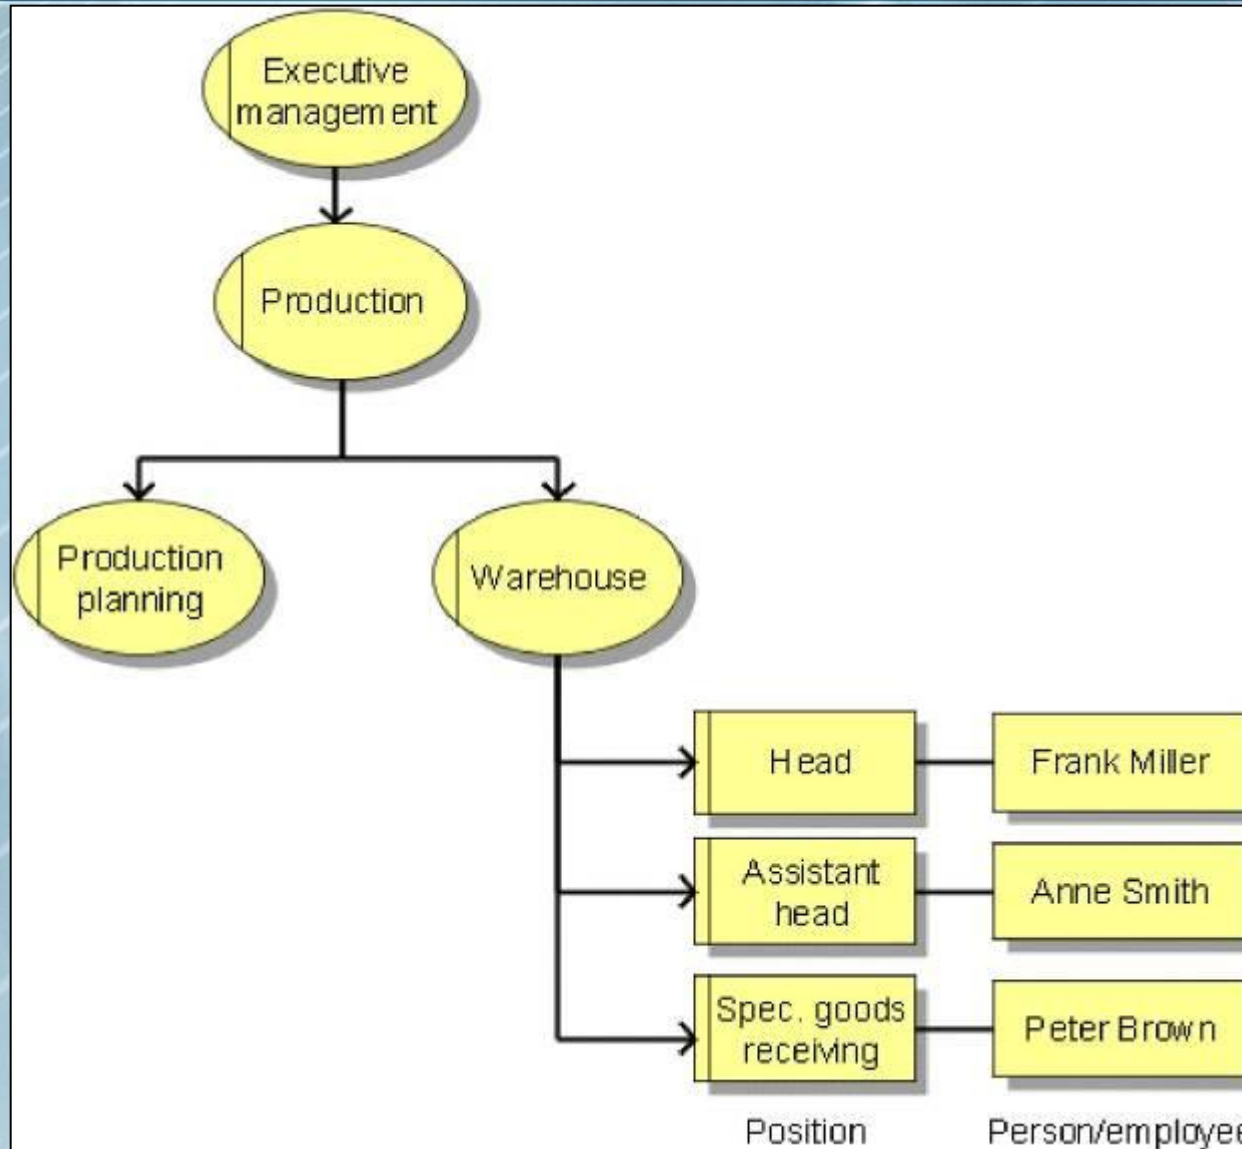 Executive
management
Production
Production
planning
Warehouse
Head
Frank Miller
Assistant
head
Anne Smith
Spec. goods
receiving
Peter Brown
Position
Person/employee